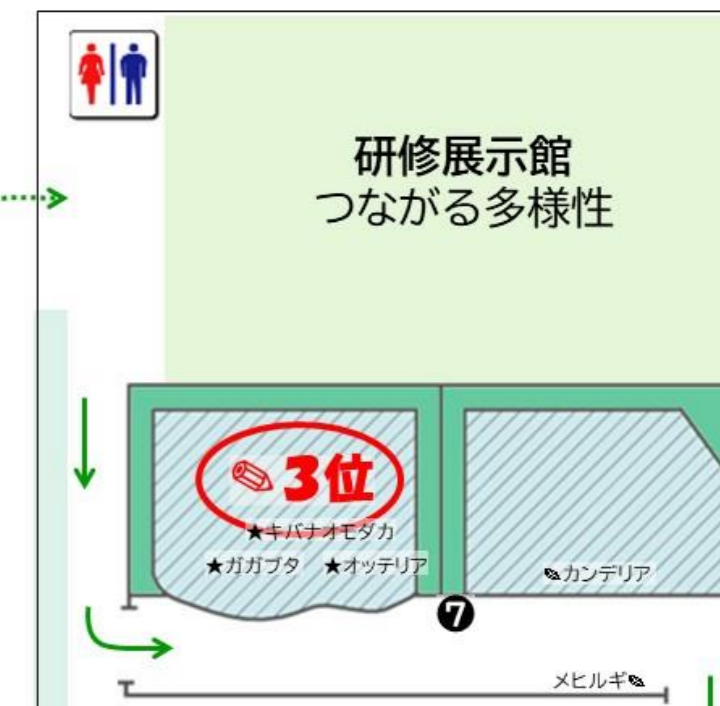 研修展示館
つながる多様性
3位
★キバナオモダカ
★ガガブタ ★オッテリア
カンデリア
❼
メヒルギ